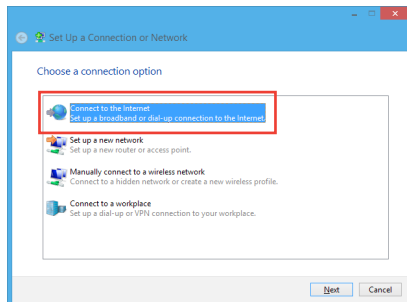 Set Up a Connection or Network
Choose a connection option
Connect to the Internet
Set up a broadband or dial-up connection to the Internet.
Set up a new network
Set up a new router or access point.
Manually connect to a wireless network
Connect to a hidden network or create a new wireless profile.
Connect to a workplace
Set up a dial-up or VPN connection to your workplace.
Next Cancel